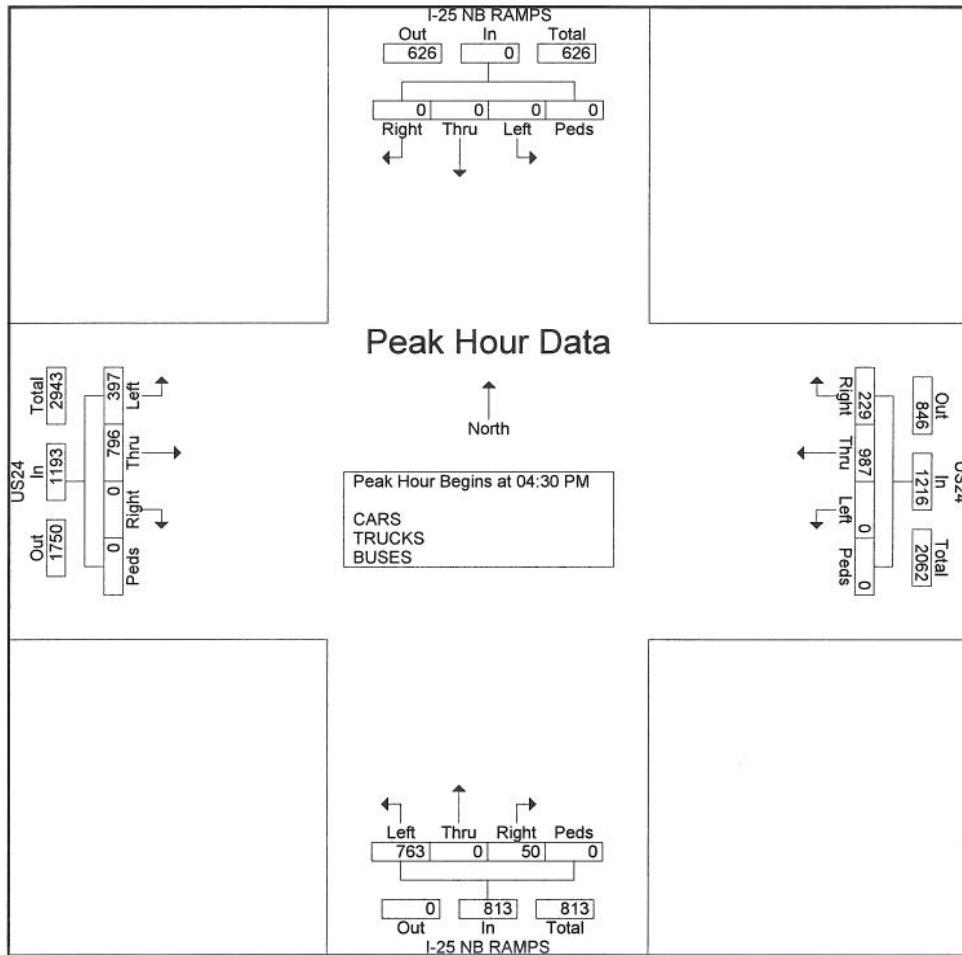 I-25 NB RAMPS
Out In Total
626 0 626
0 0 0 0
Right Thru Left Peds
Peak Hour Data
North
Peak Hour Begins at 04:30 PM
CARS
TRUCKS
BUSES
US24
Out In Total
1750 1193 2943
0 0 796 397
Peds Right Thru Left
US24
Out In Total
846 1216 2062
229 987 0 0
Right Thru Left Peds
Left Thru Right Peds
763 0 50 0
0 813 813
Out In Total
I-25 NB RAMPS